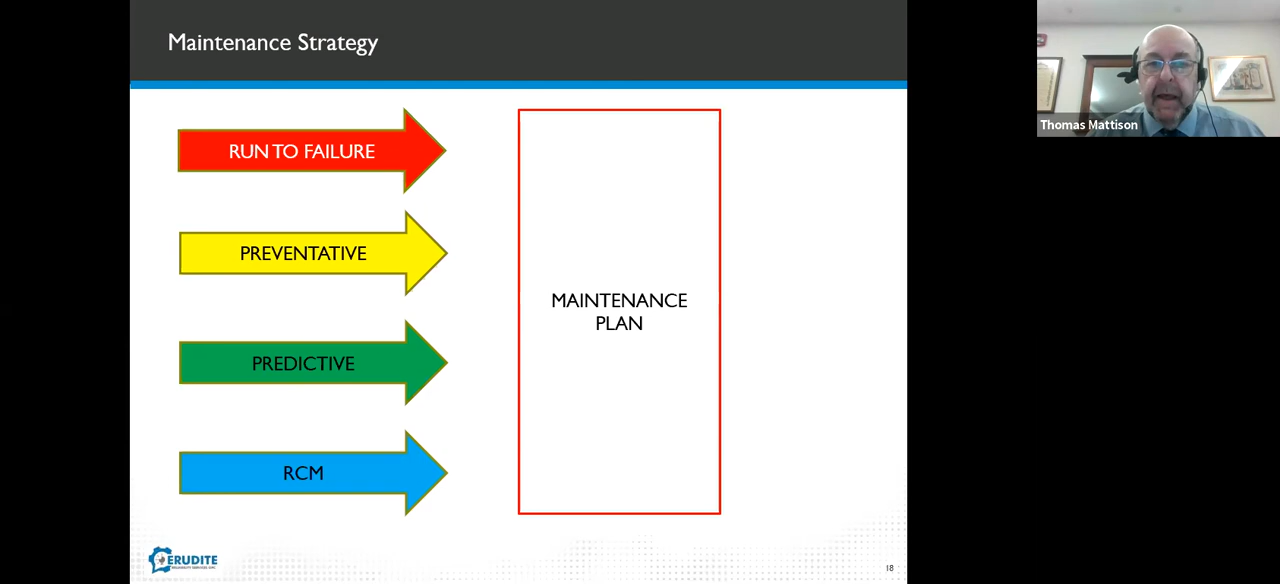 Maintenance Strategy
RUN TO FAILURE
PREVENTATIVE
PREDICTIVE
RCM
MAINTENANCE
PLAN
Thomas Mattison
ERUDITE
18